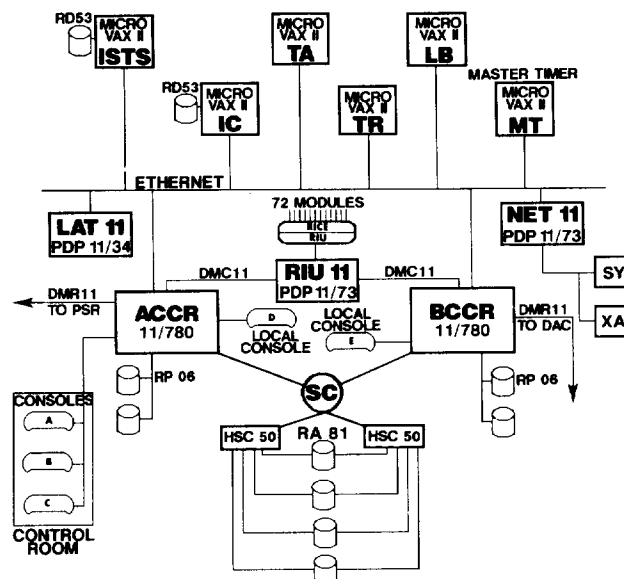 RD53
MICRO
VAX II
ISTS
MICRO
VAX II
TA
MICRO
VAX II
LB
RD53
MICRO
VAX II
IC
MICRO
VAX II
TR
MASTER TIMER
MICRO
VAX II
MT
ETHERNET
LAT 11
PDP 11/34
72 MODULES
RICE
RIU
NET 11
PDP 11/73
RIU 11
PDP 11/73
DMC11
DMC11
SY
XA
DMR11
TO PSR
ACCR
11/780
D
LOCAL
CONSOLE
LOCAL
CONSOLE
E
BCCR
11/780
DMR11
TO DAC
RP 06
RP 06
SC
CONSOLES
A
B
C
CONTROL
ROOM
HSC 50
RA 81
HSC 50